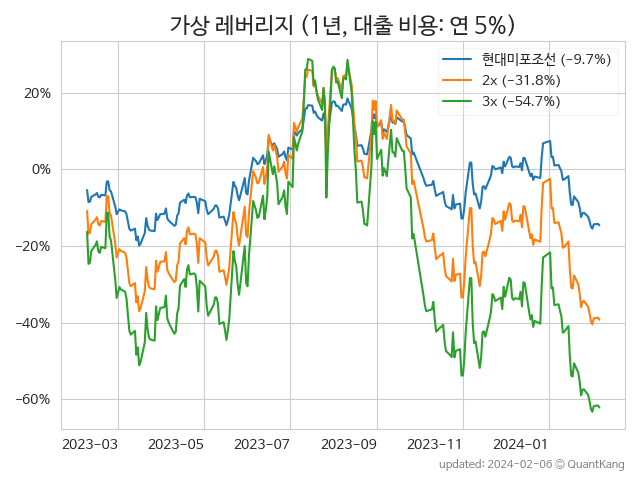 가상 레버리지 (1년, 대출 비용: 연 5%)
현대미포조선 (−9.7%)
2x (−31.8%)
3x (−54.7%)
20%
0%
−20%
−40%
−60%
2023-03 2023-05 2023-07 2023-09 2023-11 2024-01
updated: 2024-02-06 © QuantKang